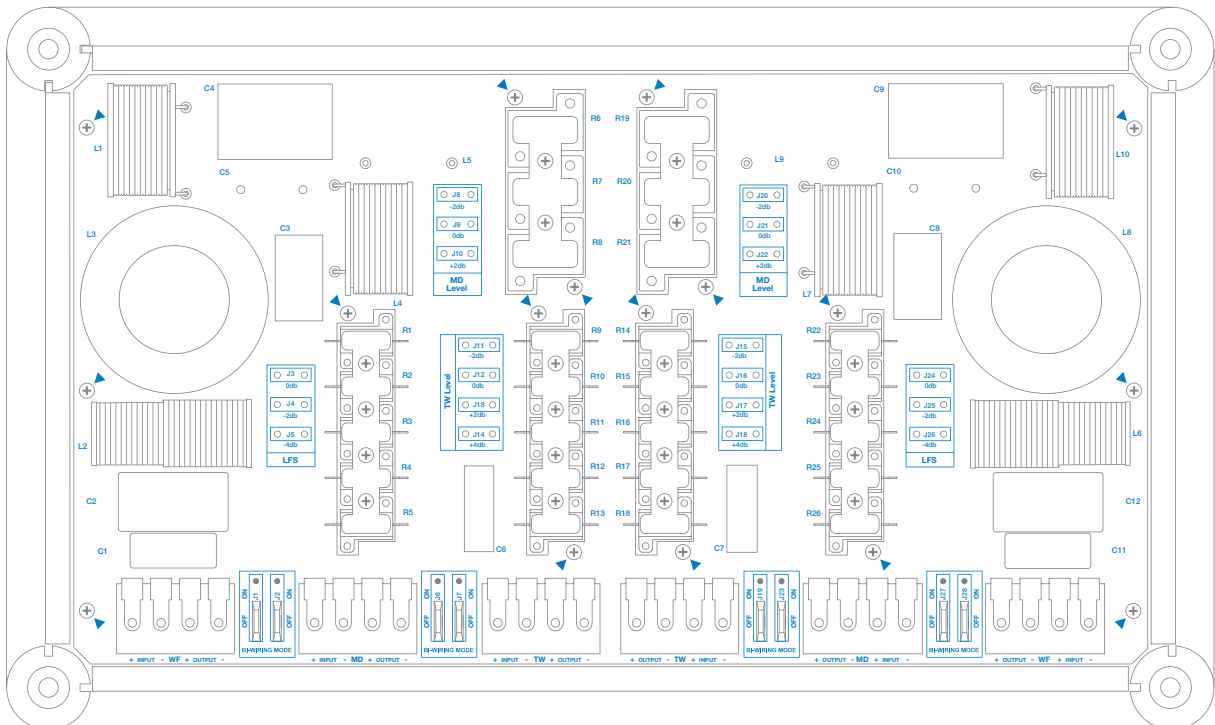 C4
R6
R19
C9
L1
L5
L9
L10
C5
R7
R20
C10
J8
-2db
J20
-2db
L3
C3
J9
0db
J21
0db
C8
L8
R8
R21
J10
+2db
J22
+2db
MD
Level
MD
Level
L4
L7
R1
R9
R14
R22
J11
-2db
J15
-2db
J3
0db
R2
J12
0db
R10
R15
J16
0db
R23
J24
0db
TW Level
TW Level
J4
-2db
J13
+2db
J17
+2db
J25
-2db
R3
R11
R16
R24
J5
-4db
J14
+4db
J18
+4db
J26
-4db
L2
L6
LFS
LFS
R4
R12
R17
R25
C2
C12
R5
R13
R18
R26
C1
C6
C7
C11
ON
J1
J2
ON
OFF
OFF
BI-WIRING MODE
ON
J6
J7
ON
OFF
OFF
BI-WIRING MODE
ON
J19
J23
ON
OFF
OFF
BI-WIRING MODE
ON
J27
J28
ON
OFF
OFF
BI-WIRING MODE
+ INPUT - WF + OUTPUT -
+ INPUT - MD + OUTPUT -
+ INPUT - TW + OUTPUT -
+ OUTPUT - TW + INPUT -
+ OUTPUT - MD + INPUT -
+ OUTPUT - WF + INPUT -